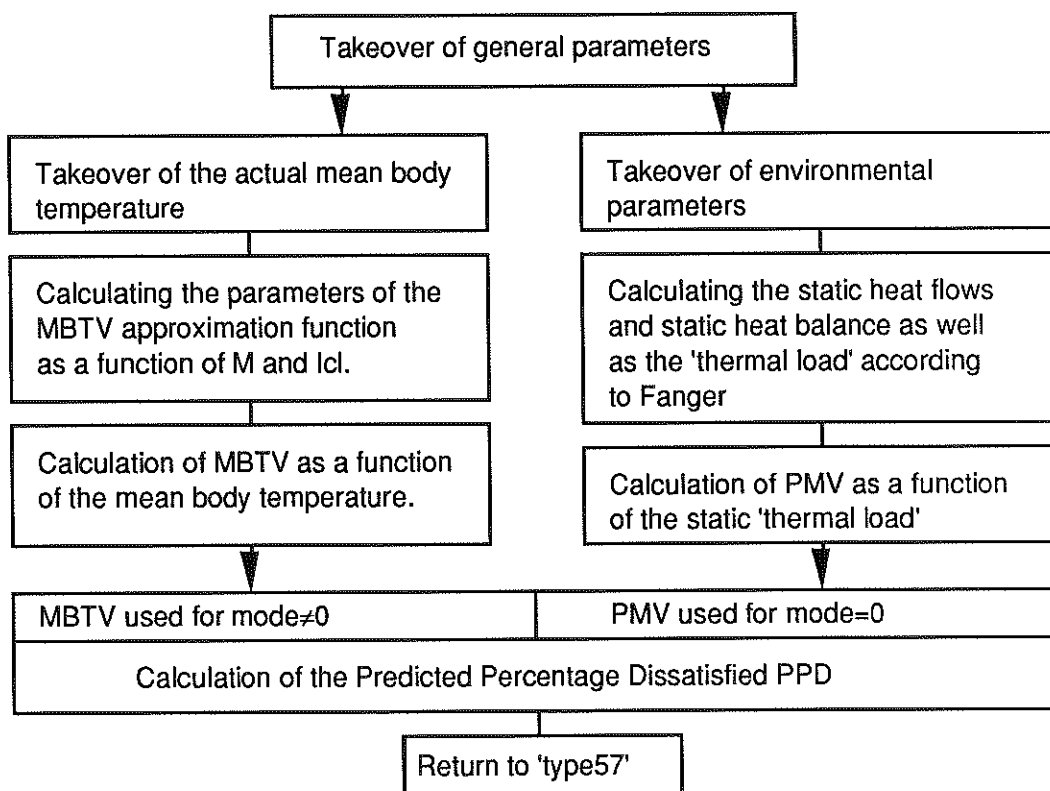 Takeover of general parameters
Takeover of the actual mean body
temperature
Calculating the parameters of the
MBTV approximation function
as a function of M and Icl.
Calculation of MBTV as a function
of the mean body temperature.
Takeover of environmental
parameters
Calculating the static heat flows
and static heat balance as well
as the 'thermal load' according
to Fanger
Calculation of PMV as a function
of the static 'thermal load'
MBTV used for mode≠0
PMV used for mode=0
Calculation of the Predicted Percentage Dissatisfied PPD
Return to 'type57'